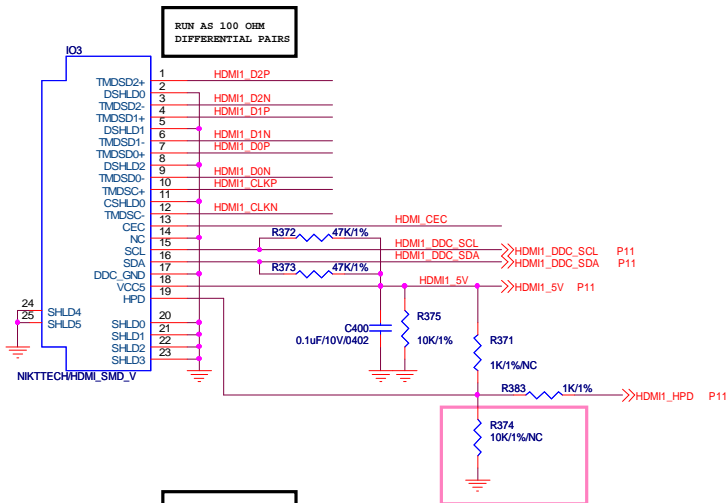 RUN AS 100 OHM
DIFFERENTIAL PAIRS
IO3
TMDSD2+ 1 HDMI1_D2P
DSHLD0 2
TMDSD2- 3 HDMI1_D2N
TMDSD1+ 4 HDMI1_D1P
DSHLD1 5
TMDSD1- 6 HDMI1_D1N
TMDSD0+ 7 HDMI1_D0P
DSHLD2 8
TMDSD0- 9 HDMI1_D0N
TMDSC+ 10 HDMI1_CLKP
CSHLD0 11
TMDSC- 12 HDMI1_CLKN
CEC 13 HDMI_CEC
NC 14 R372 47K/1%
SCL 15 HDMI1_DDC_SCL HDMI1_DDC_SCL P11
SDA 16 HDMI1_DDC_SDA HDMI1_DDC_SDA P11
DDC_GND 17 R373 47K/1%
VCC5 18 HDMI1_5V HDMI1_5V P11
HPD 19
24 SHLD4
25 SHLD5
SHLD0 20
SHLD1 21
SHLD2 22
SHLD3 23
NIKTTECH/HDMI_SMD_V
C400
0.1uF/10V/0402
R375
10K/1%
R371
1K/1%/NC
R383 1K/1% HDMI1_HPD P11
R374
10K/1%/NC